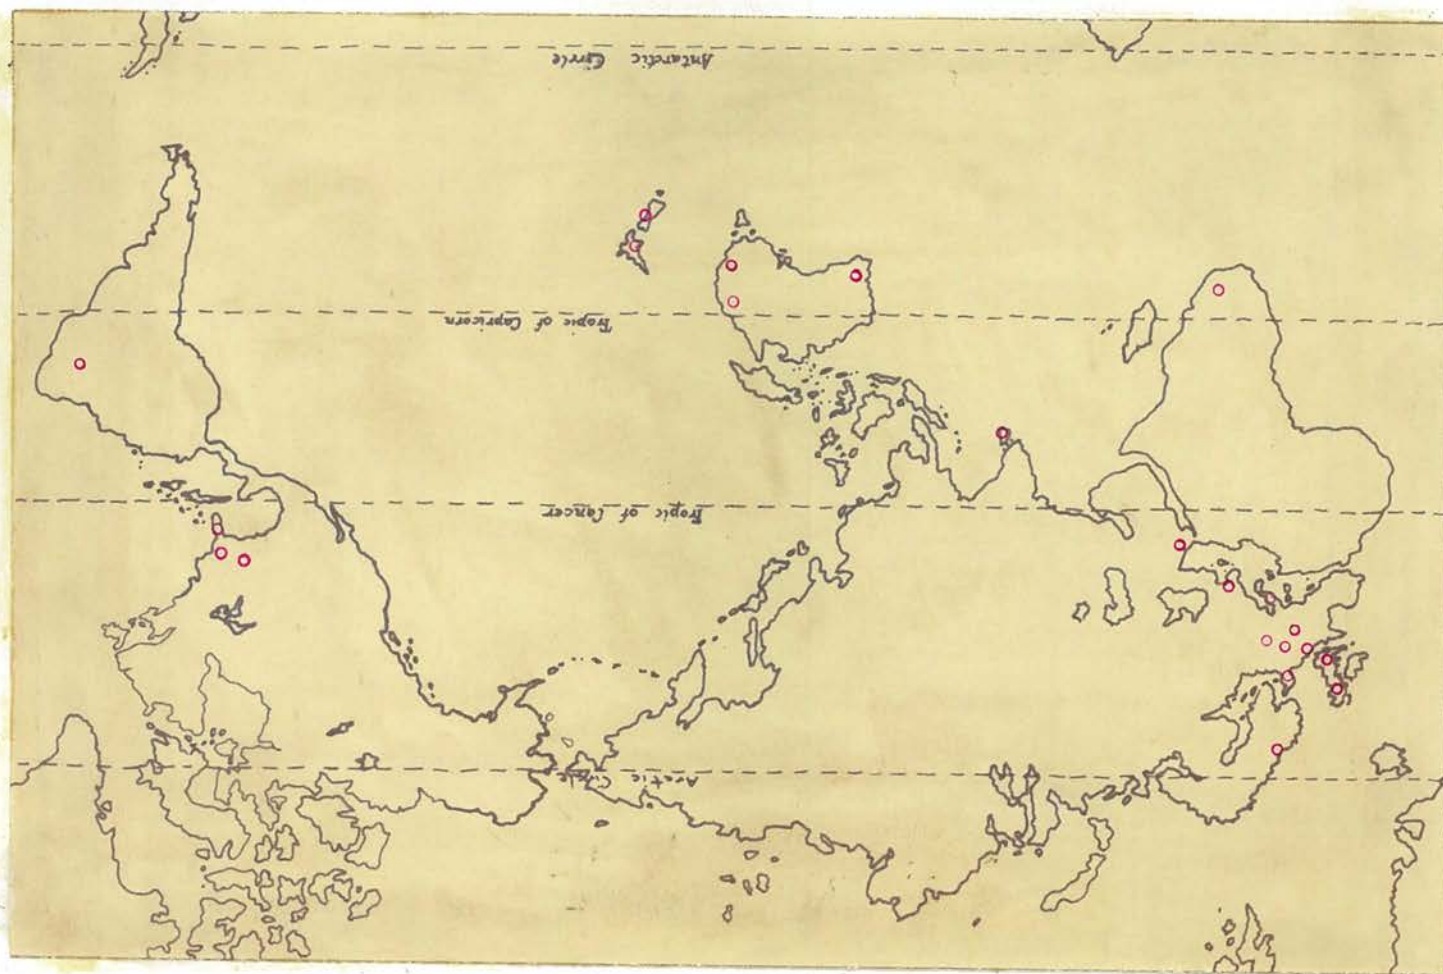 Antarctic Circle
Tropic of Capricorn
Tropic of Cancer
Arctic Circle